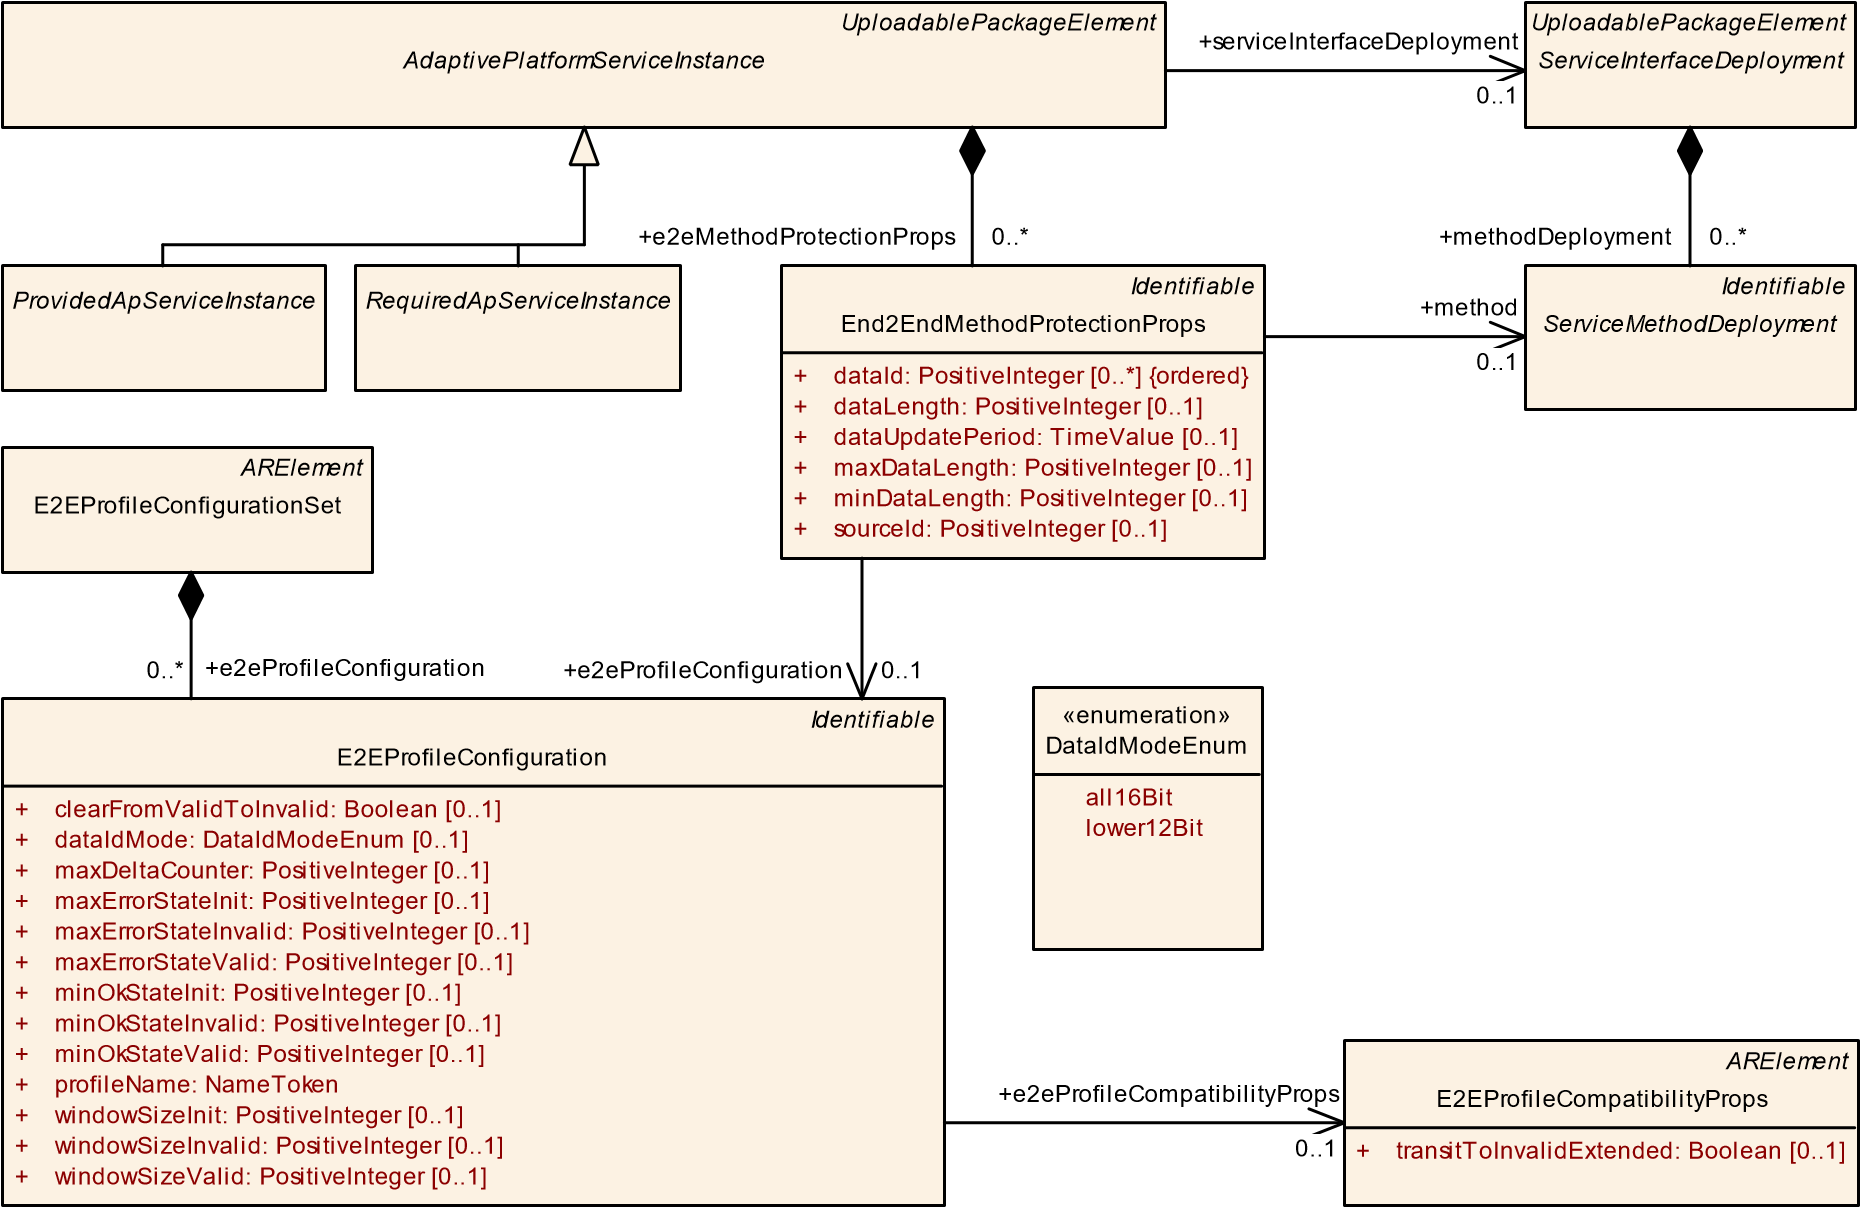 UploadablePackageElement
AdaptivePlatformServiceInstance
+serviceInterfaceDeployment
0..1
UploadablePackageElement
ServiceInterfaceDeployment
+e2eMethodProtectionProps
0..*
+methodDeployment
0..*
ProvidedApServiceInstance
RequiredApServiceInstance
Identifiable
End2EndMethodProtectionProps
+ dataId: PositiveInteger [0..*] {ordered}
+ dataLength: PositiveInteger [0..1]
+ dataUpdatePeriod: TimeValue [0..1]
+ maxDataLength: PositiveInteger [0..1]
+ minDataLength: PositiveInteger [0..1]
+ sourceId: PositiveInteger [0..1]
+method
0..1
Identifiable
ServiceMethodDeployment
ARElement
E2EProfileConfigurationSet
0..*
+e2eProfileConfiguration
+e2eProfileConfiguration
0..1
Identifiable
E2EProfileConfiguration
+ clearFromValidToInvalid: Boolean [0..1]
+ dataIdMode: DataIdModeEnum [0..1]
+ maxDeltaCounter: PositiveInteger [0..1]
+ maxErrorStateInit: PositiveInteger [0..1]
+ maxErrorStateInvalid: PositiveInteger [0..1]
+ maxErrorStateValid: PositiveInteger [0..1]
+ minOkStateInit: PositiveInteger [0..1]
+ minOkStateInvalid: PositiveInteger [0..1]
+ minOkStateValid: PositiveInteger [0..1]
+ profileName: NameToken
+ windowSizeInit: PositiveInteger [0..1]
+ windowSizeInvalid: PositiveInteger [0..1]
+ windowSizeValid: PositiveInteger [0..1]
«enumeration»
DataIdModeEnum
all16Bit
lower12Bit
+e2eProfileCompatibilityProps
0..1
ARElement
E2EProfileCompatibilityProps
+ transitToInvalidExtended: Boolean [0..1]